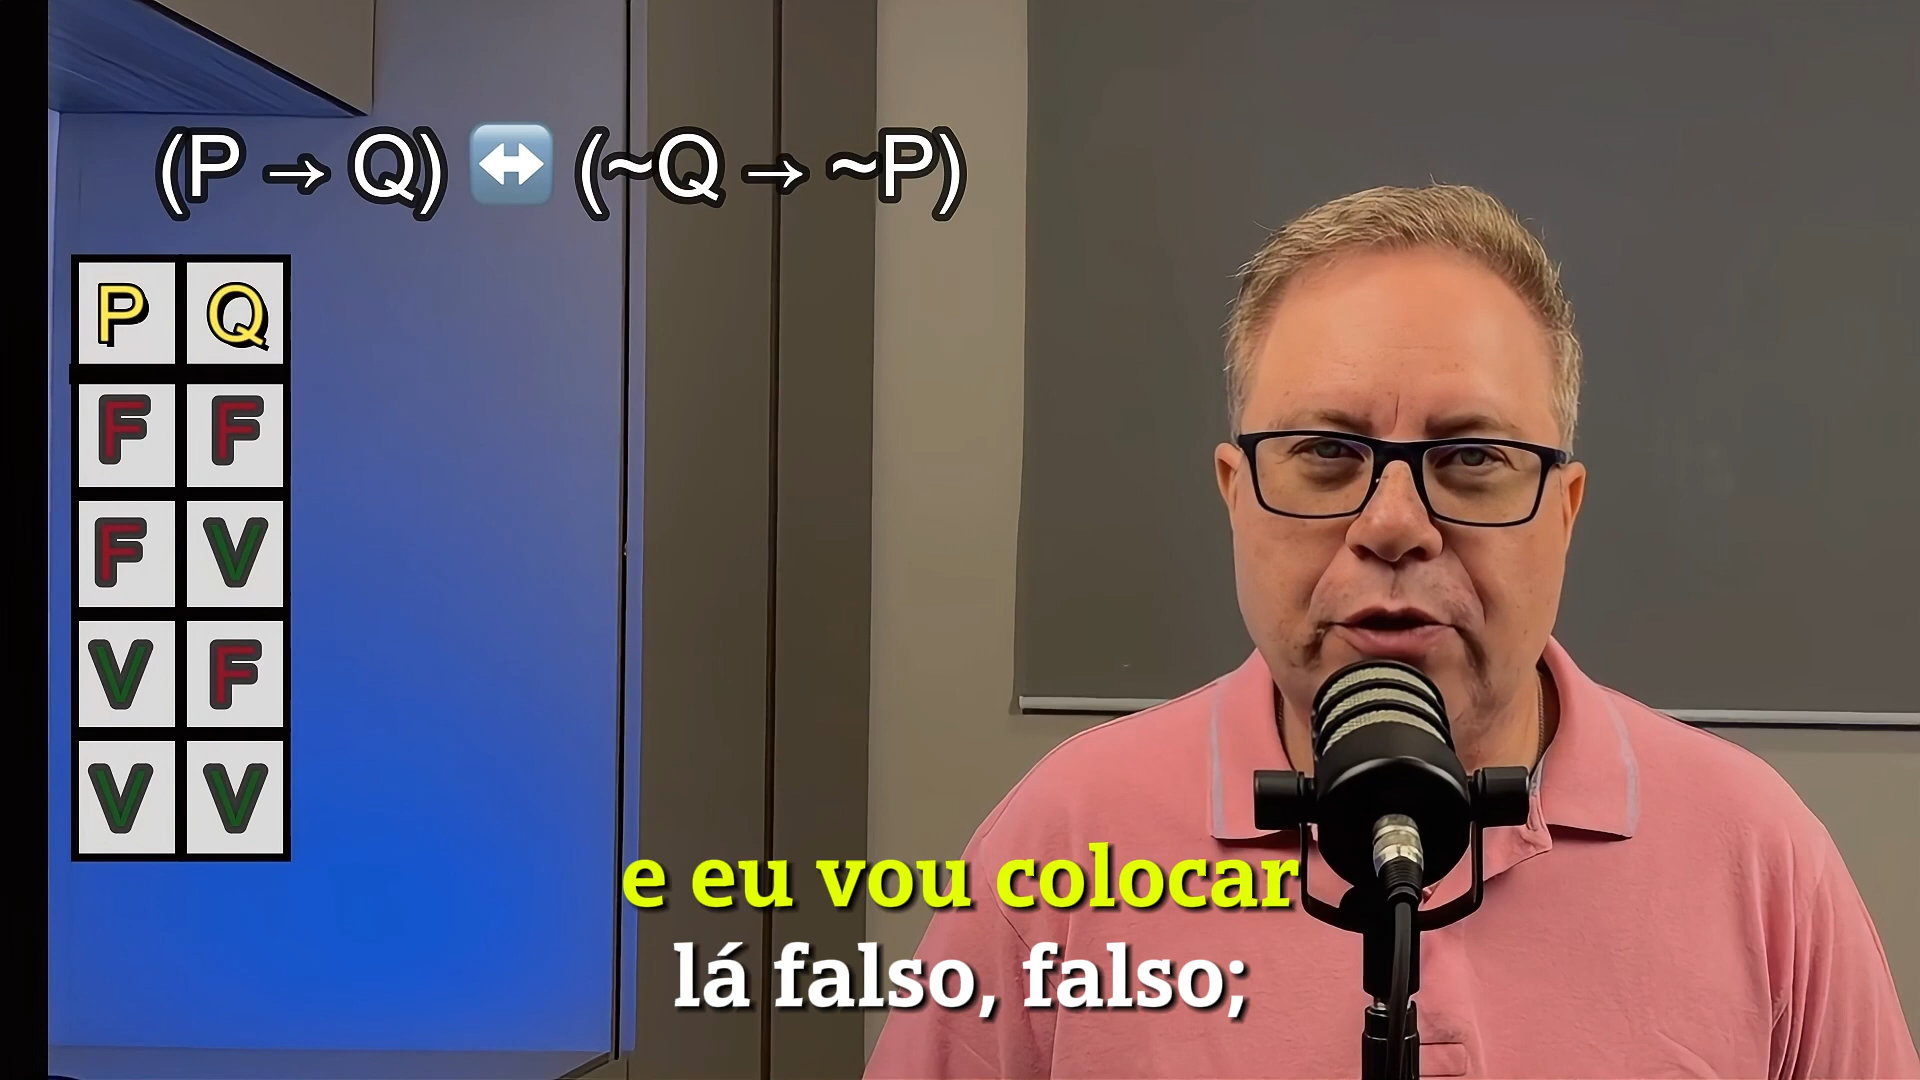 (P → Q) ↔ (~Q → ~P)
P Q
F F
F V
V F
V V
e eu vou colocar
lá falso, falso;